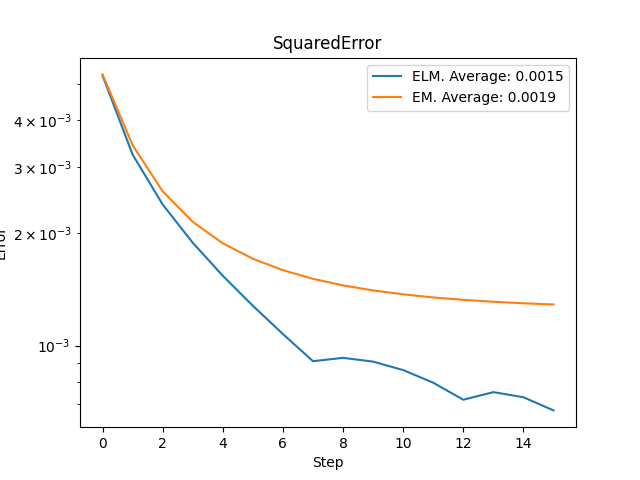 SquaredError
ELM. Average: 0.0015
EM. Average: 0.0019
4 × 10⁻³
3 × 10⁻³
2 × 10⁻³
10⁻³
Error
0 2 4 6 8 10 12 14
Step